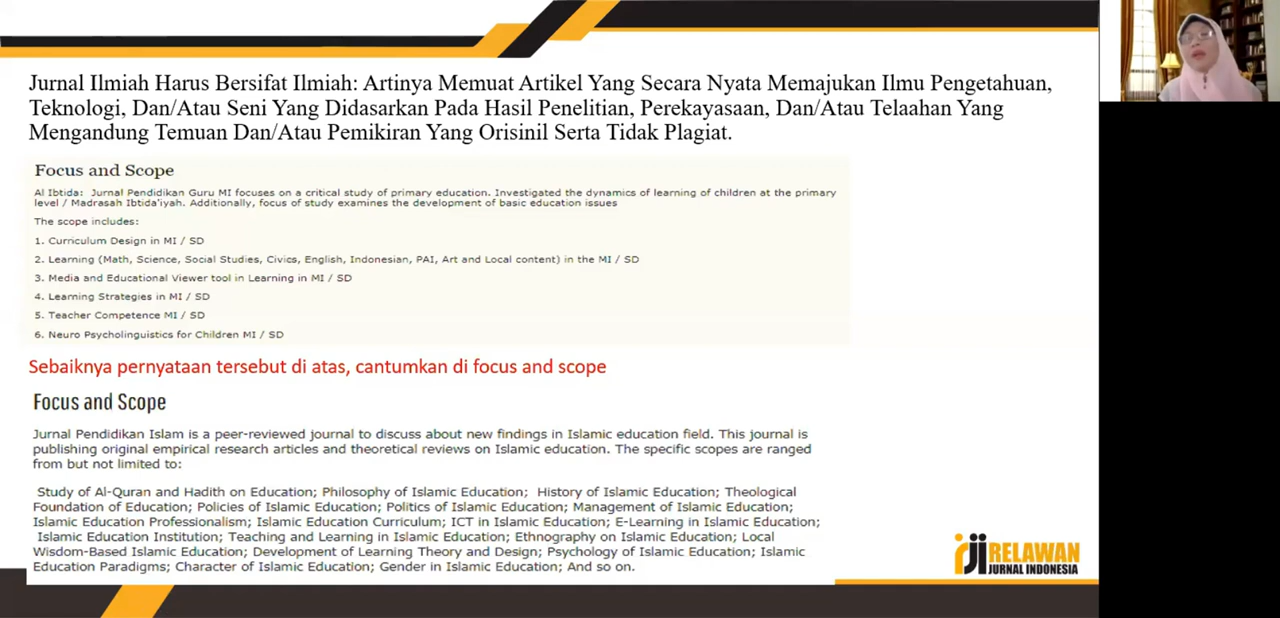 Jurnal Ilmiah Harus Bersifat Ilmiah: Artinya Memuat Artikel Yang Secara Nyata Memajukan Ilmu Pengetahuan,
Teknologi, Dan/Atau Seni Yang Didasarkan Pada Hasil Penelitian, Perekayasaan, Dan/Atau Telaahan Yang
Mengandung Temuan Dan/Atau Pemikiran Yang Orisinil Serta Tidak Plagiat.
Focus and Scope
Al Ibtida: Jurnal Pendidikan Guru MI focuses on a critical study of primary education. Investigated the dynamics of learning of children at the primary
level / Madrasah Ibtida'iyah. Additionally, focus of study examines the development of basic education issues
The scope includes:
1. Curriculum Design in MI / SD
2. Learning (Math, Science, Social Studies, Civics, English, Indonesian, PAI, Art and Local content) in the MI / SD
3. Media and Educational Viewer tool in Learning in MI / SD
4. Learning Strategies in MI / SD
5. Teacher Competence MI / SD
6. Neuro Psycholinguistics for Children MI / SD
Sebaiknya pernyataan tersebut di atas, cantumkan di focus and scope
Focus and Scope
Jurnal Pendidikan Islam is a peer-reviewed journal to discuss about new findings in Islamic education field. This journal is
publishing original empirical research articles and theoretical reviews on Islamic education. The specific scopes are ranged
from but not limited to:
Study of Al-Quran and Hadith on Education; Philosophy of Islamic Education; History of Islamic Education; Theological
Foundation of Education; Policies of Islamic Education; Politics of Islamic Education; Management of Islamic Education;
Islamic Education Professionalism; Islamic Education Curriculum; ICT in Islamic Education; E-Learning in Islamic Education;
Islamic Education Institution; Teaching and Learning in Islamic Education; Ethnography on Islamic Education; Local
Wisdom-Based Islamic Education; Development of Learning Theory and Design; Psychology of Islamic Education; Islamic
Education Paradigms; Character of Islamic Education; Gender in Islamic Education; And so on.
rji RELAWAN
JURNAL INDONESIA